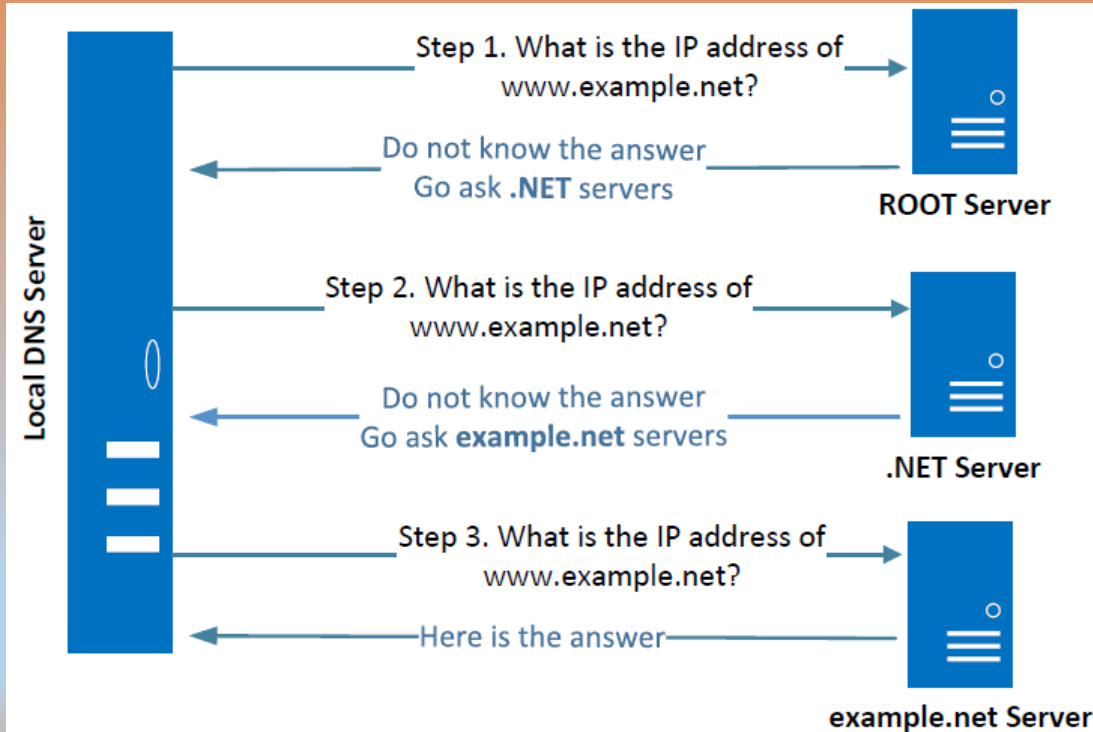 Local DNS Server
Step 1. What is the IP address of
www.example.net?
Do not know the answer
Go ask .NET servers
ROOT Server
Step 2. What is the IP address of
www.example.net?
Do not know the answer
Go ask example.net servers
.NET Server
Step 3. What is the IP address of
www.example.net?
Here is the answer
example.net Server